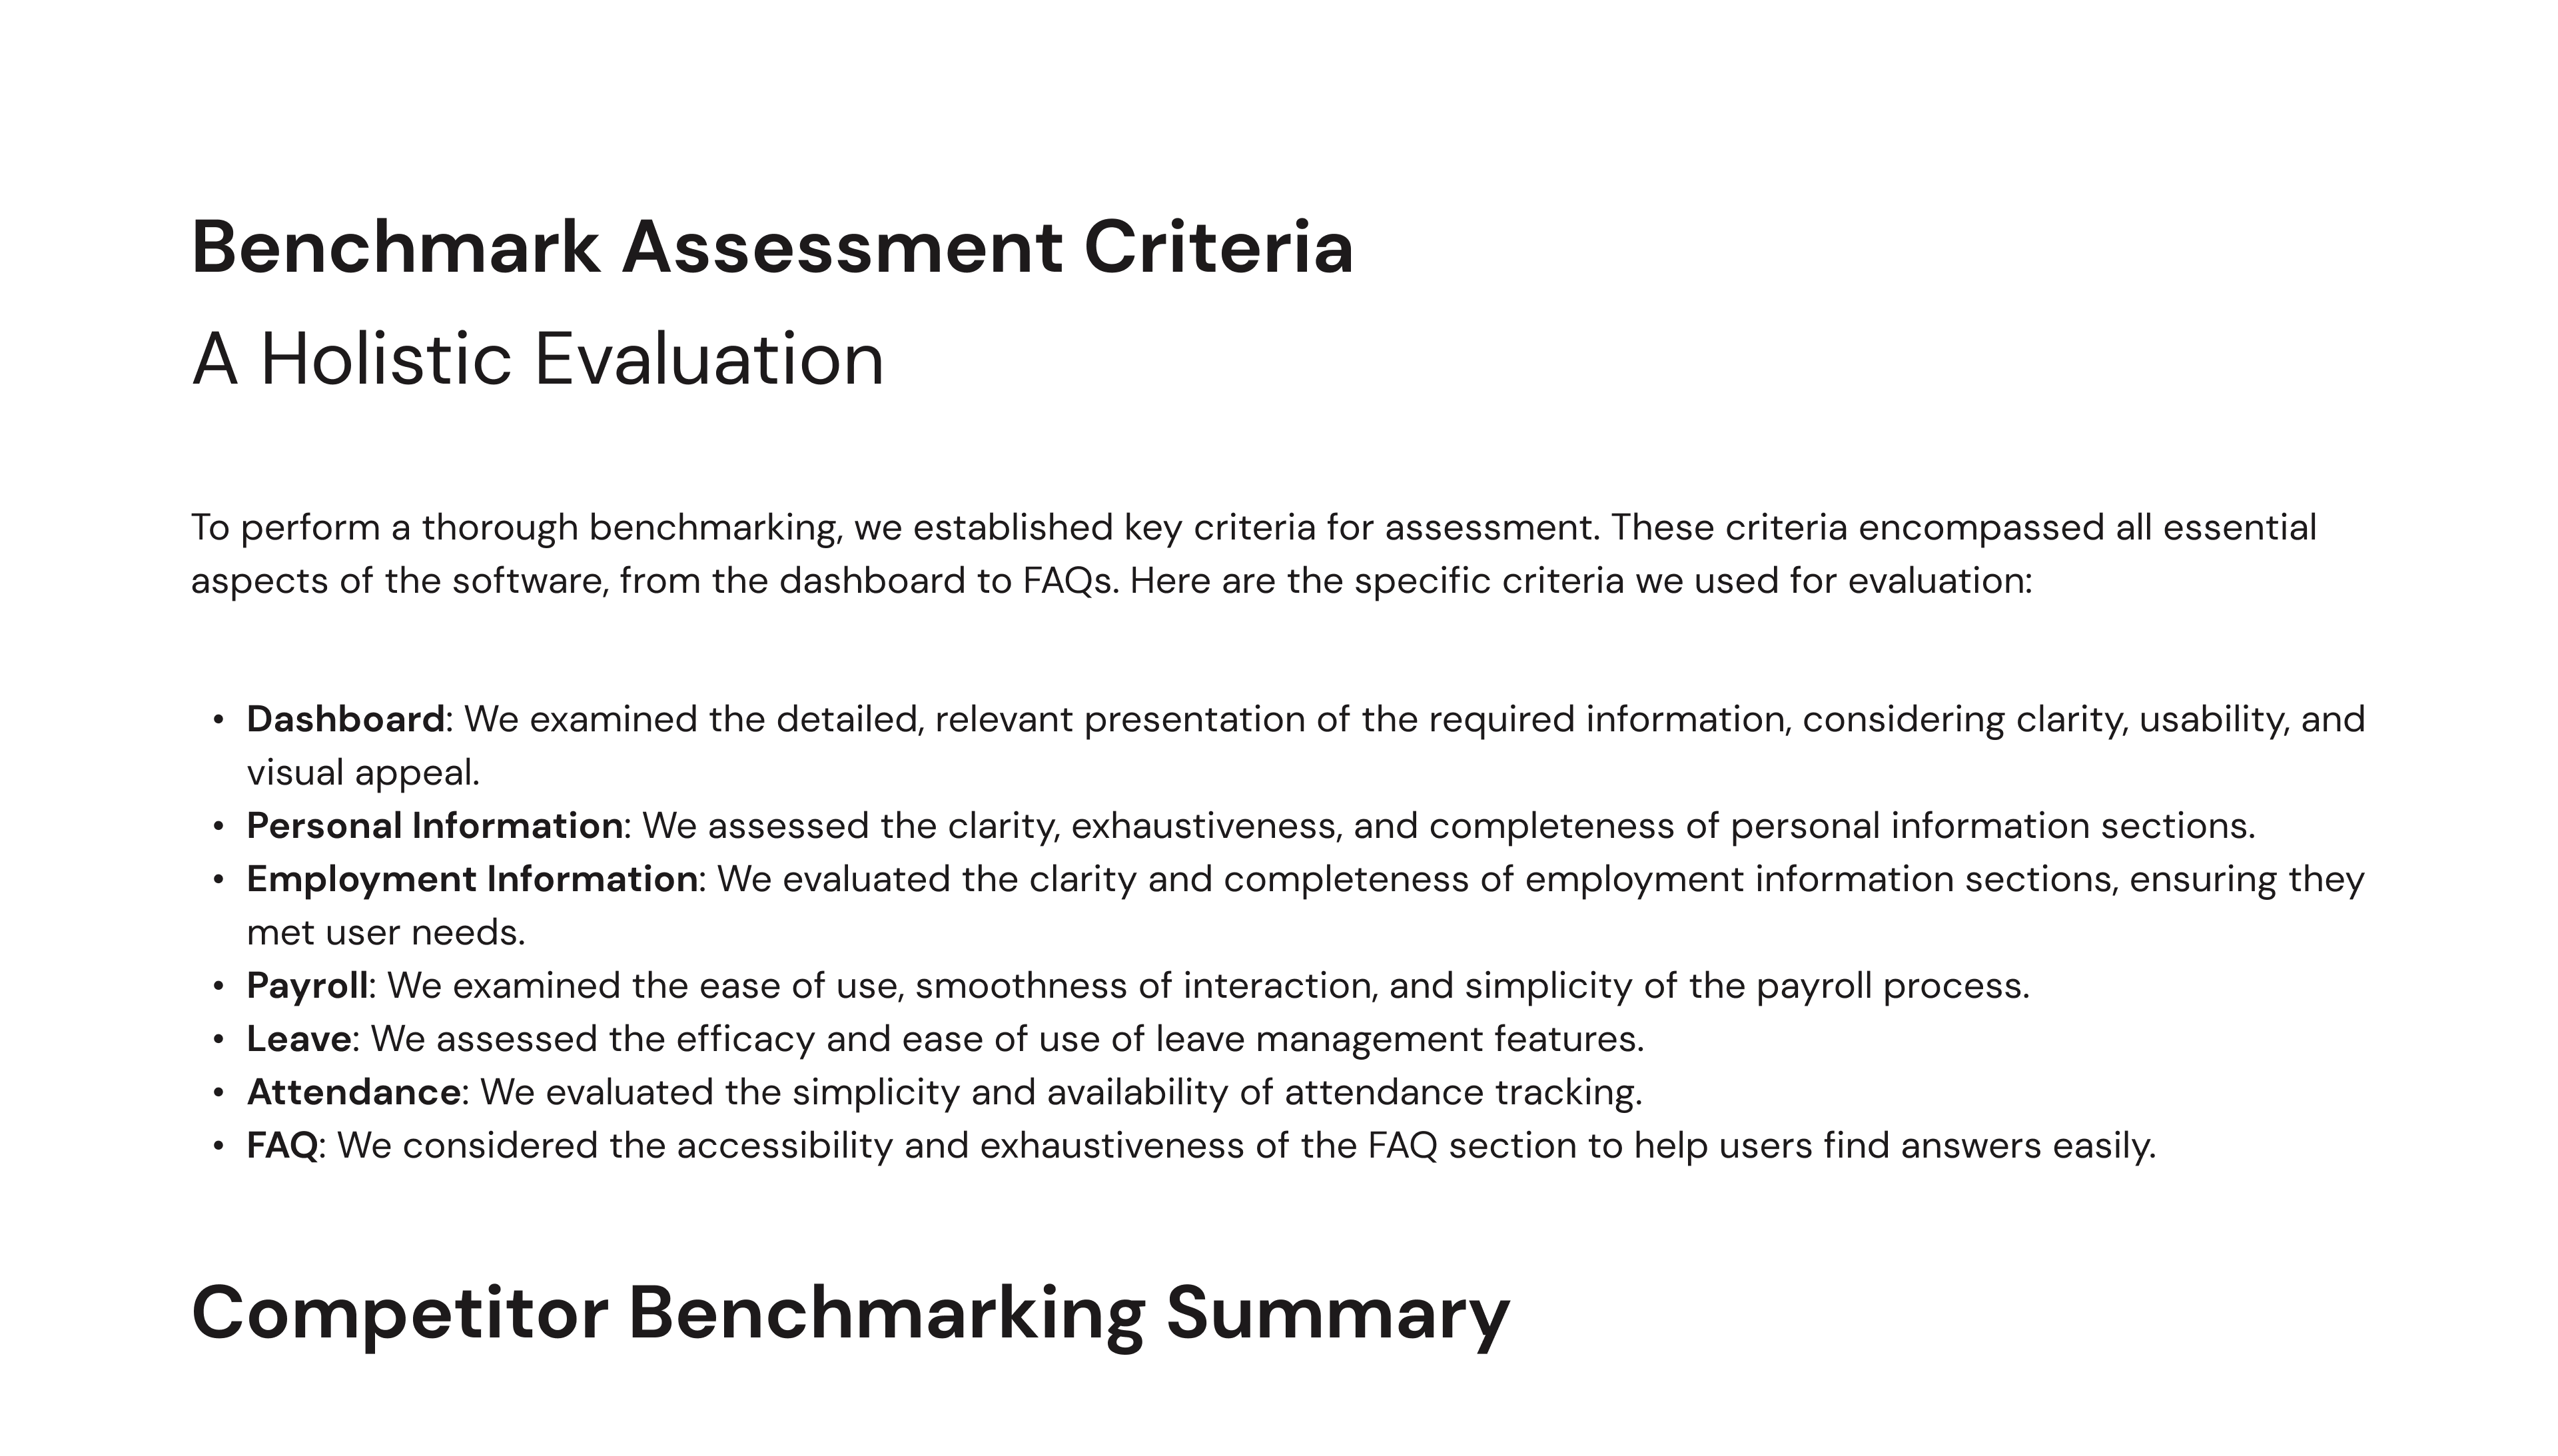 Benchmark Assessment Criteria
A Holistic Evaluation
To perform a thorough benchmarking, we established key criteria for assessment. These criteria encompassed all essential
aspects of the software, from the dashboard to FAQs. Here are the specific criteria we used for evaluation:
• Dashboard: We examined the detailed, relevant presentation of the required information, considering clarity, usability, and
visual appeal.
• Personal Information: We assessed the clarity, exhaustiveness, and completeness of personal information sections.
• Employment Information: We evaluated the clarity and completeness of employment information sections, ensuring they
met user needs.
• Payroll: We examined the ease of use, smoothness of interaction, and simplicity of the payroll process.
• Leave: We assessed the efficacy and ease of use of leave management features.
• Attendance: We evaluated the simplicity and availability of attendance tracking.
• FAQ: We considered the accessibility and exhaustiveness of the FAQ section to help users find answers easily.
Competitor Benchmarking Summary